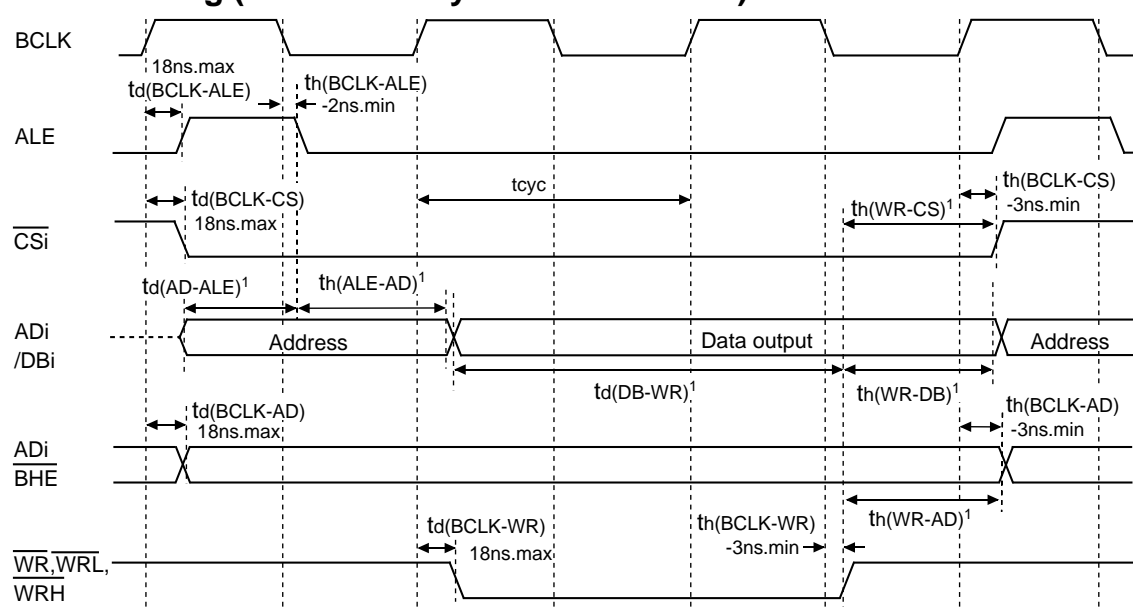 BCLK
18ns.max
td(BCLK-ALE)
th(BCLK-ALE)
-2ns.min
ALE
td(BCLK-CS)
18ns.max
tcyc
th(WR-CS)1
th(BCLK-CS)
-3ns.min
CSi
td(AD-ALE)1
th(ALE-AD)1
ADi
/DBi
Address
Data output
Address
td(DB-WR)1
th(WR-DB)1
td(BCLK-AD)
18ns.max
th(BCLK-AD)
-3ns.min
ADi
BHE
th(WR-AD)1
td(BCLK-WR)
18ns.max
th(BCLK-WR)
-3ns.min
WR,WRL,
WRH